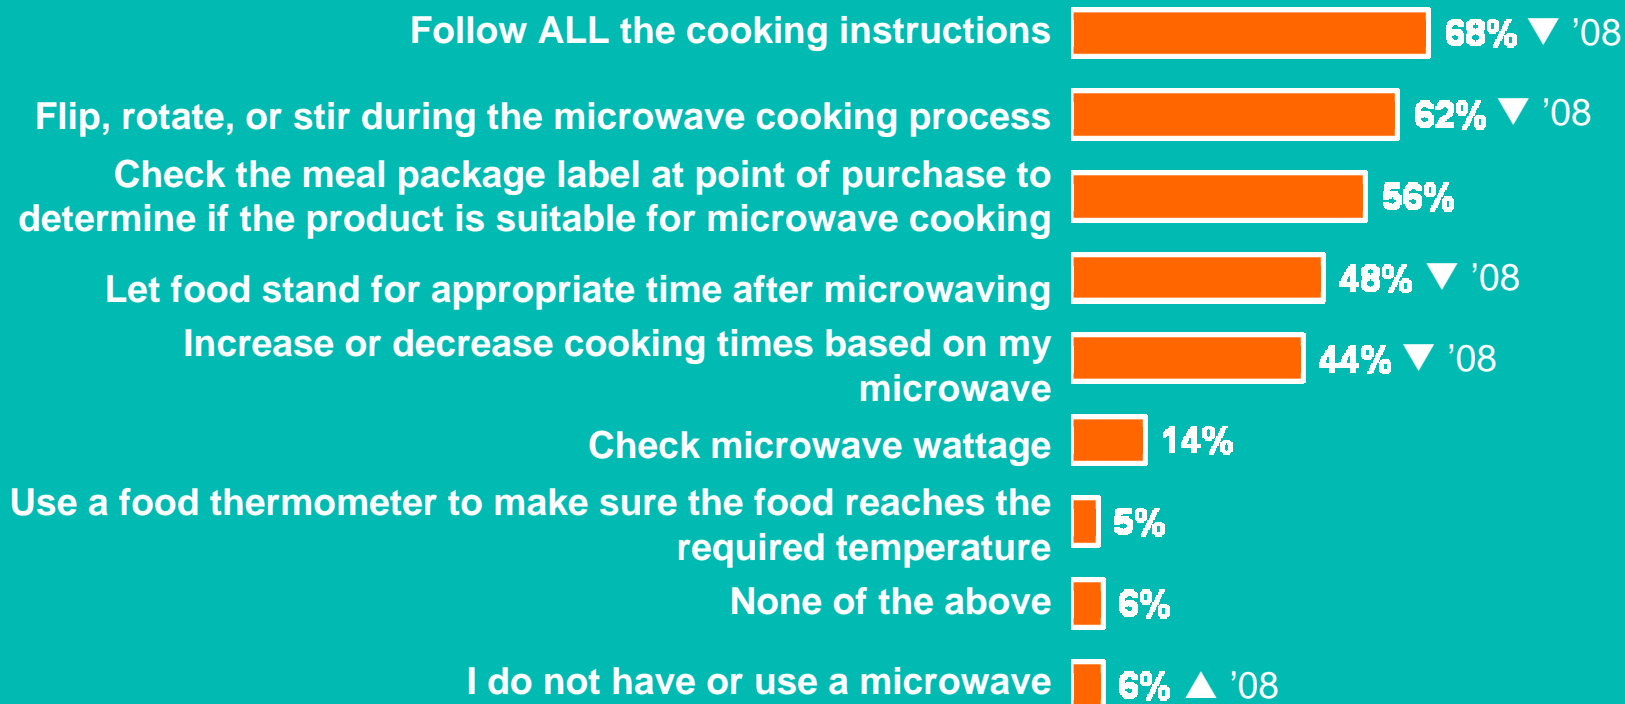 Follow ALL the cooking instructions 68% ▼ ’08
Flip, rotate, or stir during the microwave cooking process 62% ▼ ’08
Check the meal package label at point of purchase to
determine if the product is suitable for microwave cooking 56%
Let food stand for appropriate time after microwaving 48% ▼ ’08
Increase or decrease cooking times based on my
microwave 44% ▼ ’08
Check microwave wattage 14%
Use a food thermometer to make sure the food reaches the
required temperature 5%
None of the above 6%
I do not have or use a microwave 6% ▲ ’08